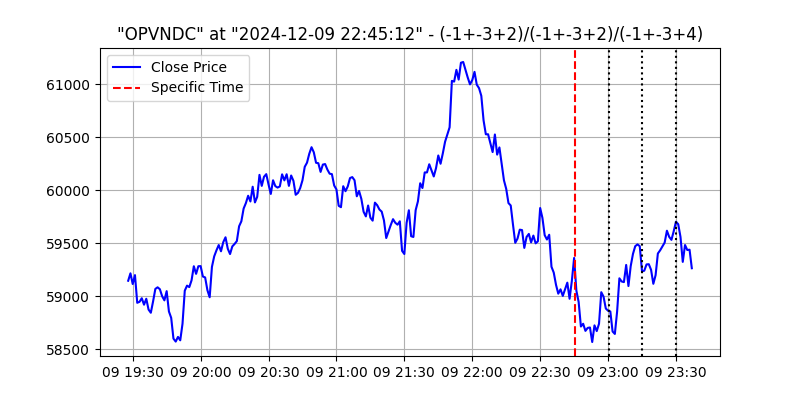 "OPVNDC" at "2024-12-09 22:45:12" - (-1+-3+2)/(-1+-3+2)/(-1+-3+4)
Close Price
Specific Time
61000
60500
60000
59500
59000
58500
09 19:30 09 20:00 09 20:30 09 21:00 09 21:30 09 22:00 09 22:30 09 23:00 09 23:30